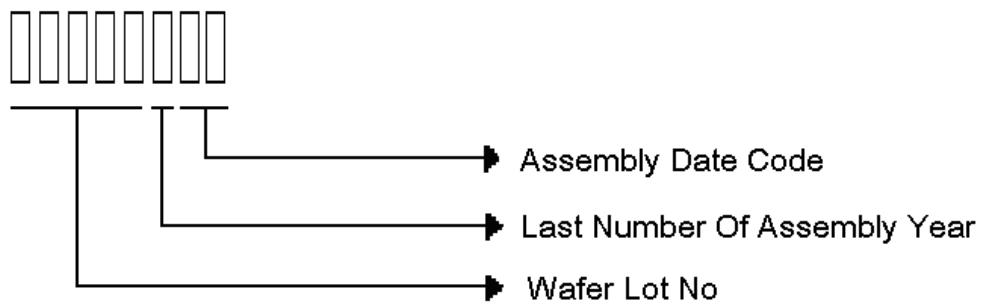 Assembly Date Code
Last Number Of Assembly Year
Wafer Lot No